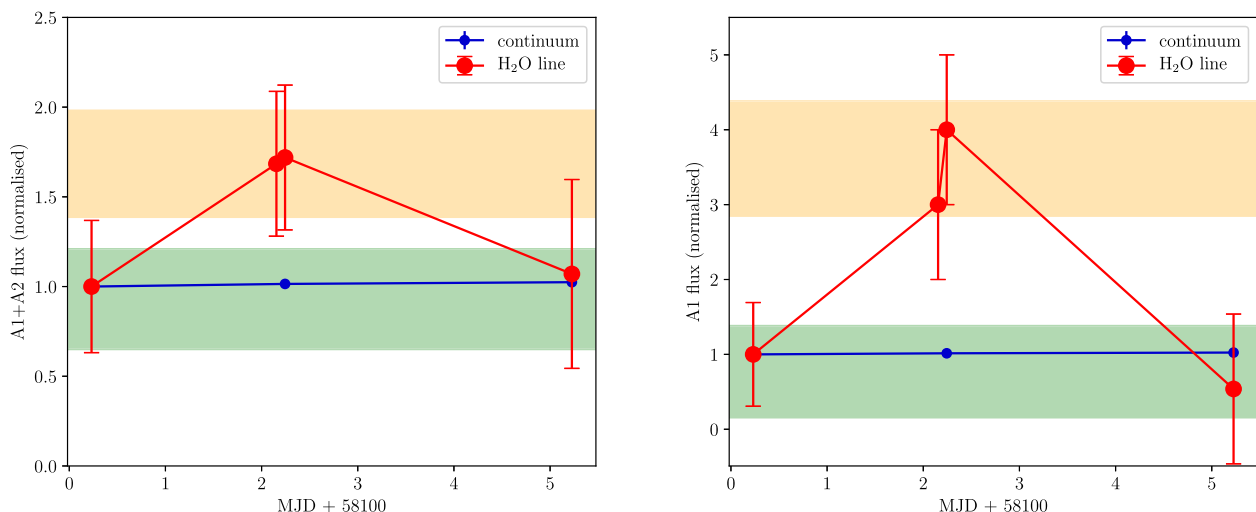 2.5
2.0
1.5
1.0
0.5
0.0
A1+A2 flux (normalised)
continuum
H₂O line
0 1 2 3 4 5
MJD + 58100
5
4
3
2
1
0
A1 flux (normalised)
continuum
H₂O line
0 1 2 3 4 5
MJD + 58100